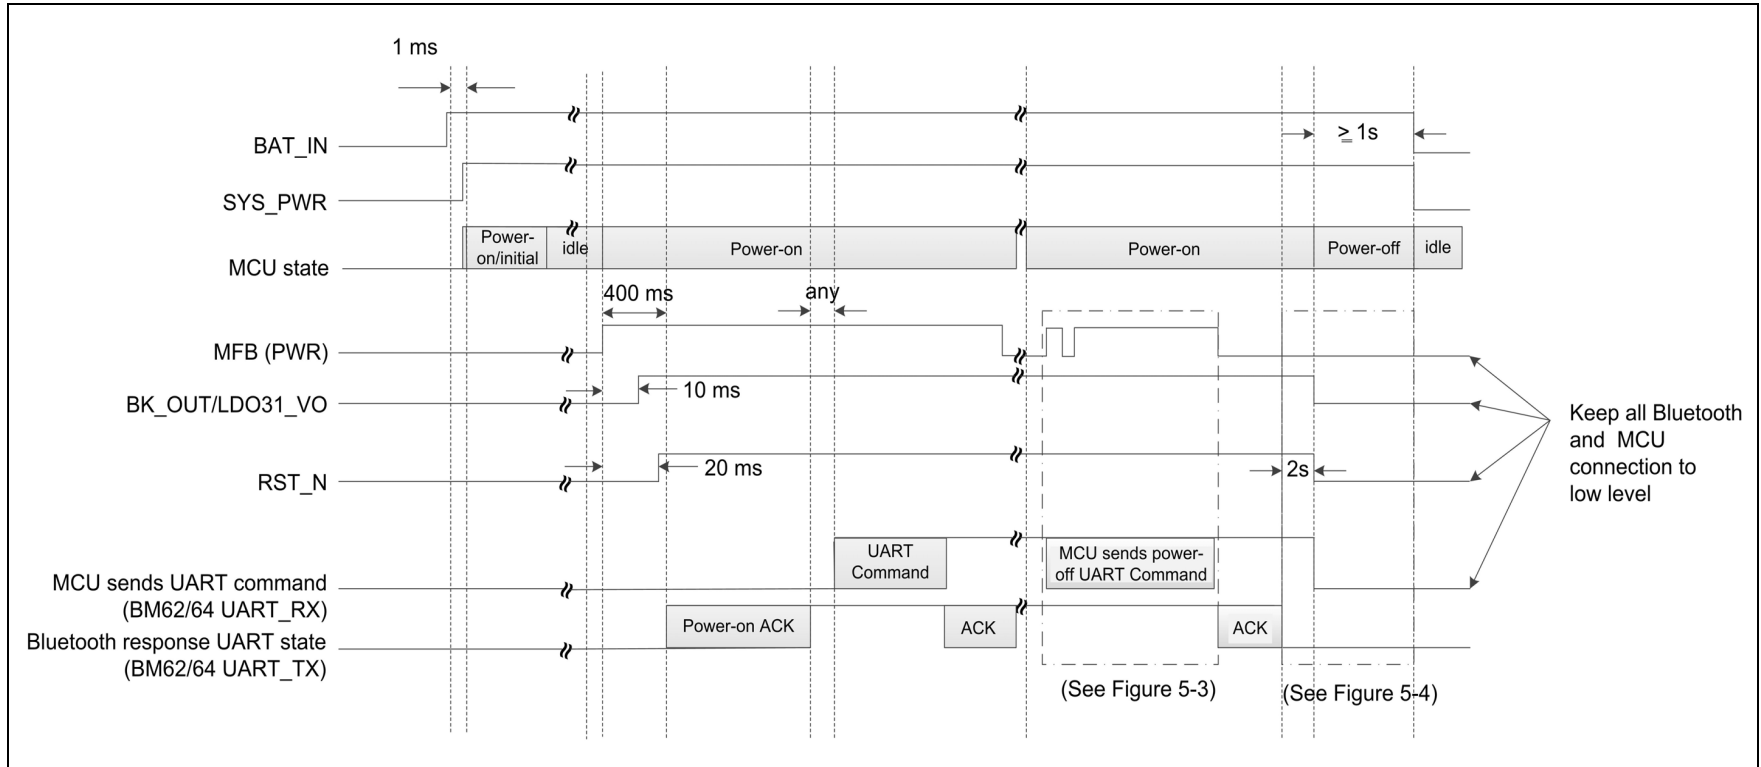 1 ms
BAT_IN
≥ 1s
SYS_PWR
Power-
on/initial
idle
Power-on
Power-on
Power-off
idle
MCU state
400 ms
any
MFB (PWR)
10 ms
BK_OUT/LDO31_VO
Keep all Bluetooth
and MCU
connection to
low level
20 ms
2s
RST_N
UART
Command
MCU sends power-
off UART Command
MCU sends UART command
(BM62/64 UART_RX)
Power-on ACK
ACK
ACK
Bluetooth response UART state
(BM62/64 UART_TX)
(See Figure 5-3)
(See Figure 5-4)